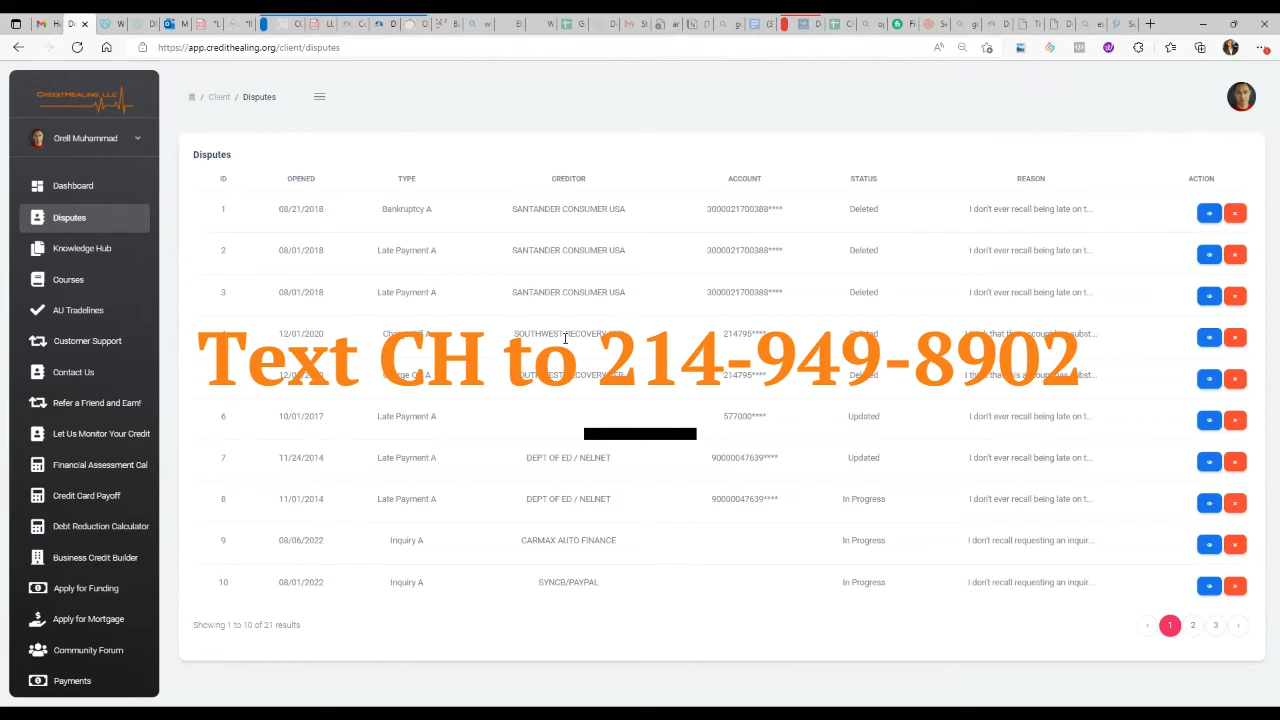 https://app.credithealing.org/client/disputes
CREDITHEALING, LLC
Orell Muhammad
Dashboard
Disputes
Knowledge Hub
Courses
AU Tradelines
Customer Support
Contact Us
Refer a Friend and Earn!
Let Us Monitor Your Credit
Financial Assessment Cal
Credit Card Payoff
Debt Reduction Calculator
Business Credit Builder
Apply for Funding
Apply for Mortgage
Community Forum
Payments
/ Client / Disputes
Disputes
ID OPENED TYPE CREDITOR ACCOUNT STATUS REASON ACTION
1 08/21/2018 Bankruptcy A SANTANDER CONSUMER USA 3000021700388**** Deleted I don't ever recall being late on t...
2 08/01/2018 Late Payment A SANTANDER CONSUMER USA 3000021700388**** Deleted I don't ever recall being late on t...
3 08/01/2018 Late Payment A SANTANDER CONSUMER USA 3000021700388**** Deleted I don't ever recall being late on t...
12/01/2020 SOUTHWEST RECOVERY 214795****
Text CH to 214-949-8902
214795**** Deleted
6 10/01/2017 Late Payment A 577000**** Updated I don't ever recall being late on t...
7 11/24/2014 Late Payment A DEPT OF ED / NELNET 90000047639**** Updated I don't ever recall being late on t...
8 11/01/2014 Late Payment A DEPT OF ED / NELNET 90000047639**** In Progress I don't ever recall being late on t...
9 08/06/2022 Inquiry A CARMAX AUTO FINANCE In Progress I don't recall requesting an inquir...
10 08/01/2022 Inquiry A SYNCB/PAYPAL In Progress I don't recall requesting an inquir...
Showing 1 to 10 of 21 results
‹ 1 2 3 ›